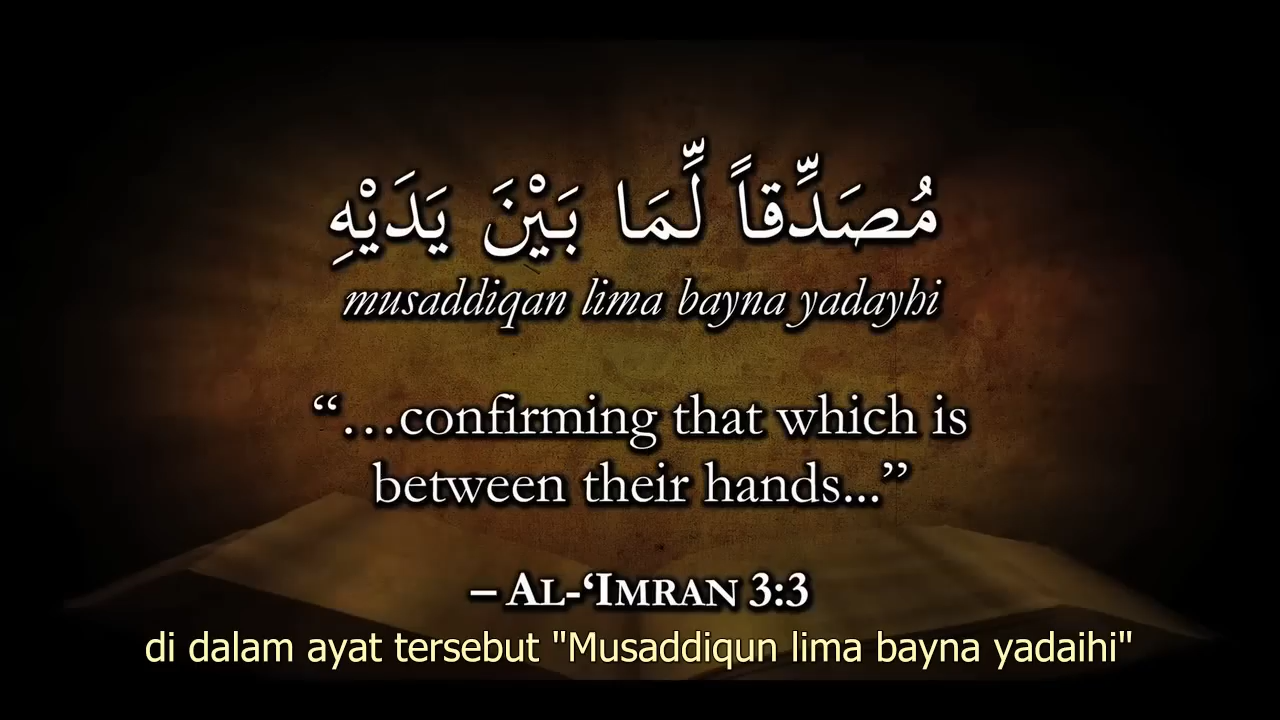 مُصَدِّقاً لِّمَا بَيْنَ يَدَيْهِ
musaddiqan lima bayna yadayhi
“…confirming that which is
between their hands...”
– AL-‘IMRAN 3:3
di dalam ayat tersebut "Musaddiqun lima bayna yadaihi"